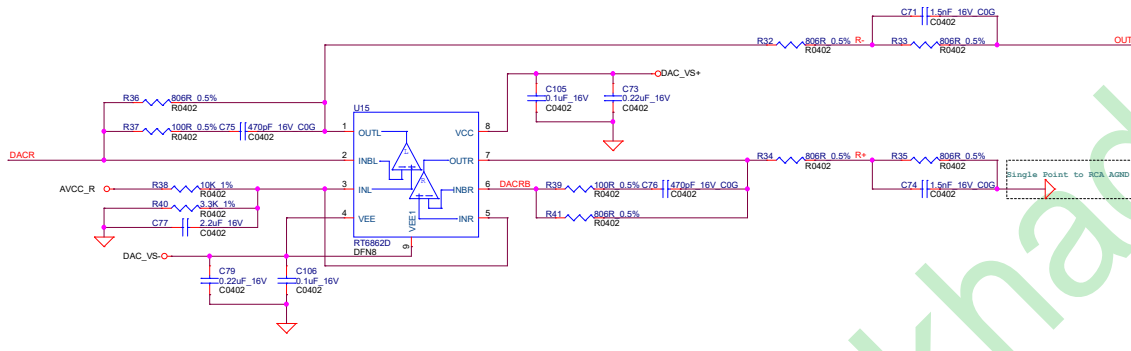 C71 1.5nF_16V_C0G
C0402
R32 806R_0.5% R- R33 806R_0.5% OUT
R0402 R0402
C105
0.1uF_16V
C0402
C73
0.22uF_16V
C0402
DAC_VS+
R36 806R_0.5%
R0402
R37 100R_0.5% C75 470pF_16V_C0G
R0402 C0402
DACR
U15
1 OUTL VCC 8
2 INBL OUTR 7
3 INL INBR 6
4 VEE INR 5
VEE1
9
RT6862D
DFN8
AVCC_R R38 10K_1%
R0402
R40 3.3K_1%
R0402
C77 2.2uF_16V
C0402
DACRB R39 100R_0.5% C76 470pF_16V_C0G
R0402 C0402
R41 806R_0.5%
R0402
R34 806R_0.5% R+ R35 806R_0.5%
R0402 R0402
C74 1.5nF_16V_C0G
C0402
Single Point to RCA AGND
DAC_VS-
C79
0.22uF_16V
C0402
C106
0.1uF_16V
C0402
khad